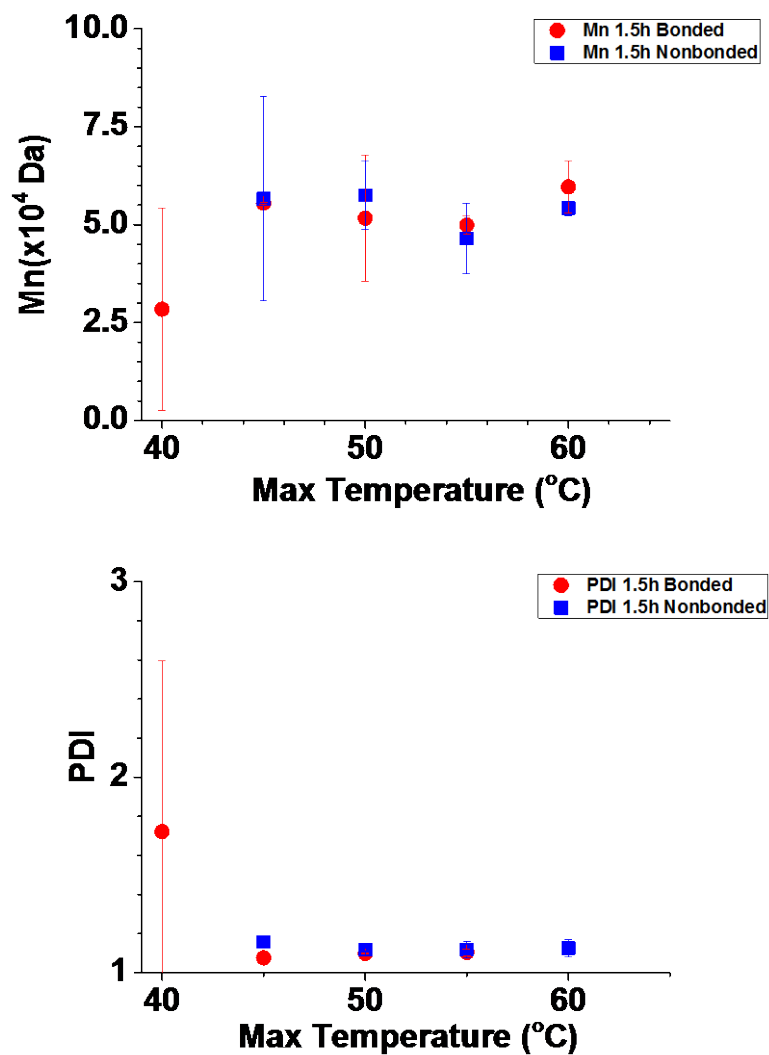 10.0
Mn 1.5h Bonded
Mn 1.5h Nonbonded
7.5
5.0
2.5
0.0
Mn(x10⁴ Da)
40 50 60
Max Temperature (°C)
3
PDI 1.5h Bonded
PDI 1.5h Nonbonded
2
1
PDI
40 50 60
Max Temperature (°C)